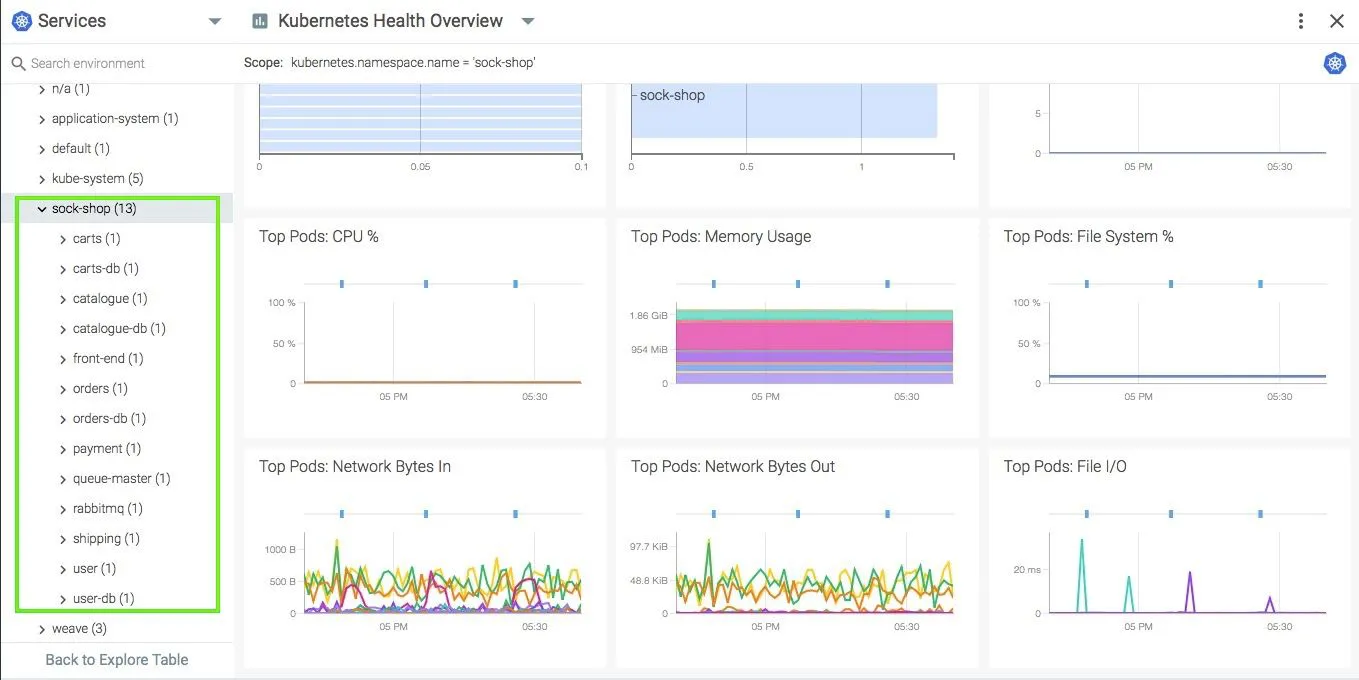 Services
Kubernetes Health Overview
Search environment
Scope: kubernetes.namespace.name = 'sock-shop'
n/a (1)
application-system (1)
default (1)
kube-system (5)
sock-shop (13)
carts (1)
carts-db (1)
catalogue (1)
catalogue-db (1)
front-end (1)
orders (1)
orders-db (1)
payment (1)
queue-master (1)
rabbitmq (1)
shipping (1)
user (1)
user-db (1)
weave (3)
Back to Explore Table
0 0.05 0.1
sock-shop
0 0.5 1
5
0
05 PM 05:30
Top Pods: CPU %
100 %
50 %
0
05 PM 05:30
Top Pods: Memory Usage
1.86 GiB
954 MiB
0
05 PM 05:30
Top Pods: File System %
100 %
50 %
0
05 PM 05:30
Top Pods: Network Bytes In
1000 B
500 B
0
05 PM 05:30
Top Pods: Network Bytes Out
97.7 KiB
48.8 KiB
0
05 PM 05:30
Top Pods: File I/O
20 ms
0
05 PM 05:30